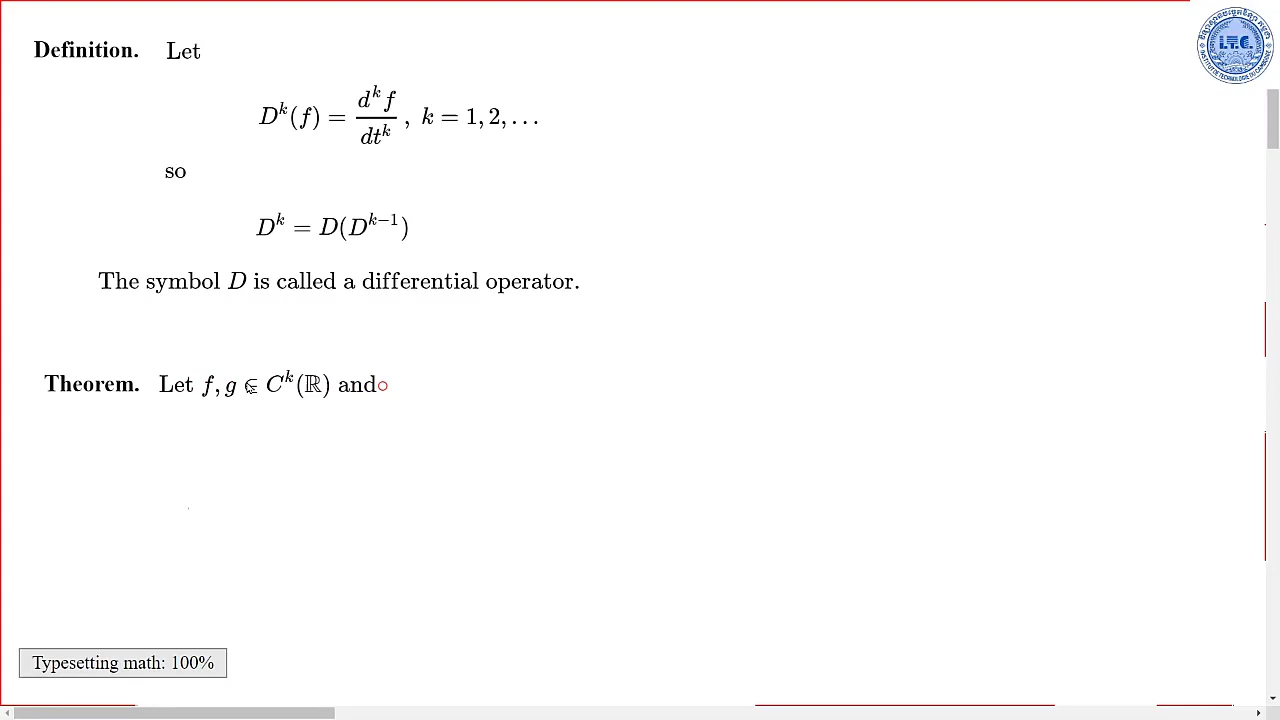 Definition. Let
D^k(f) = \frac{d^k f}{dt^k} , k = 1, 2, . . .
so
D^k = D(D^{k-1})
The symbol D is called a differential operator.
Theorem. Let f, g ∈ C^k(ℝ) and
Typesetting math: 100%
I.T.C.